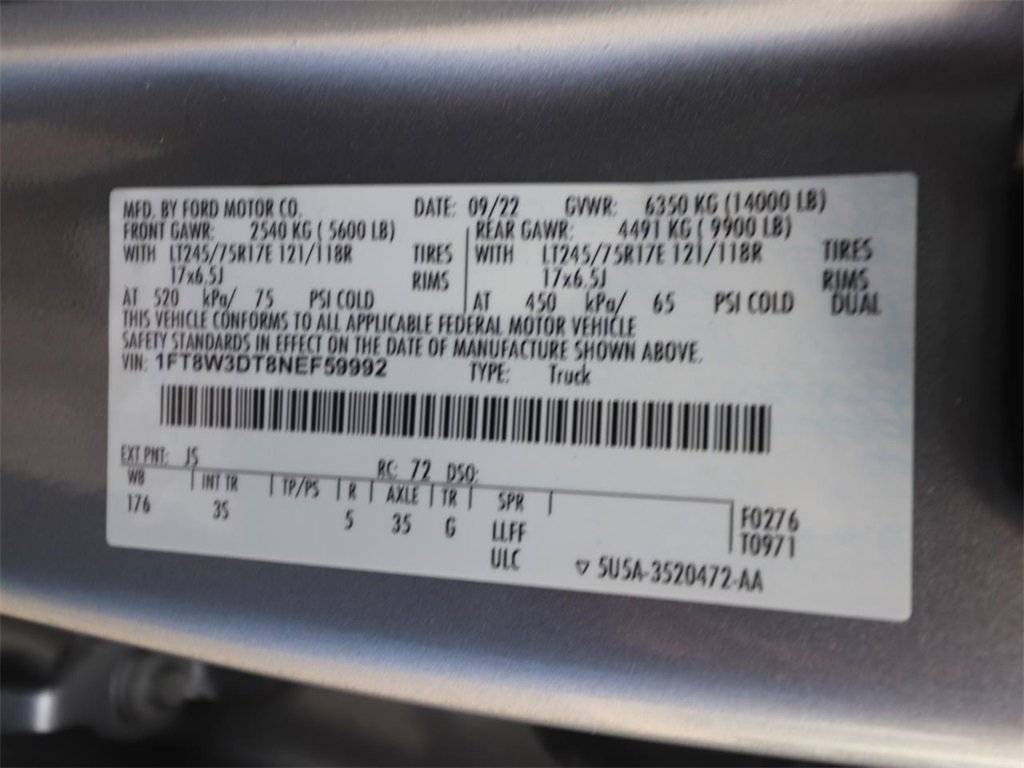 MFD. BY FORD MOTOR CO. DATE: 09/22 GVWR: 6350 KG (14000 LB)
FRONT GAWR: 2540 KG ( 5600 LB) REAR GAWR: 4491 KG ( 9900 LB)
WITH LT245/75R17E 121/118R TIRES WITH LT245/75R17E 121/118R TIRES
17x6.5J RIMS 17x6.5J RIMS
AT 520 kPa/ 75 PSI COLD AT 450 kPa/ 65 PSI COLD DUAL
THIS VEHICLE CONFORMS TO ALL APPLICABLE FEDERAL MOTOR VEHICLE
SAFETY STANDARDS IN EFFECT ON THE DATE OF MANUFACTURE SHOWN ABOVE.
VIN: 1FT8W3DT8NEF59992 TYPE: Truck
EXT PNT: JS RC: 72 DSO:
WB INT TR TP/PS R AXLE TR SPR
176 35 5 35 G LLFF F0276
ULC T0971
▽ 5U5A-3520472-AA